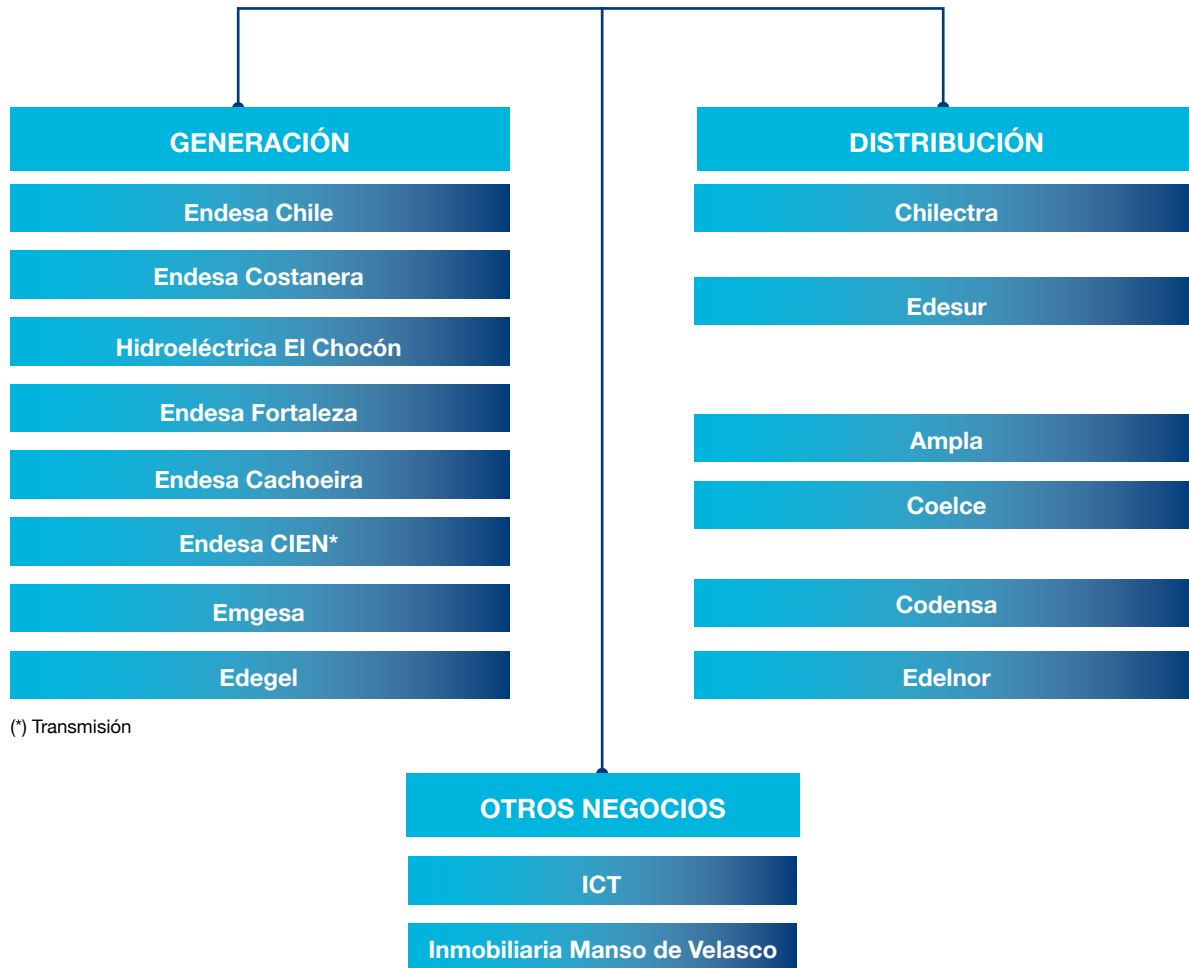 GENERACIÓN
Endesa Chile
Endesa Costanera
Hidroeléctrica El Chocón
Endesa Fortaleza
Endesa Cachoeira
Endesa CIEN*
Emgesa
Edegel
(*) Transmisión
DISTRIBUCIÓN
Chilectra
Edesur
Ampla
Coelce
Codensa
Edelnor
OTROS NEGOCIOS
ICT
Inmobiliaria Manso de Velasco